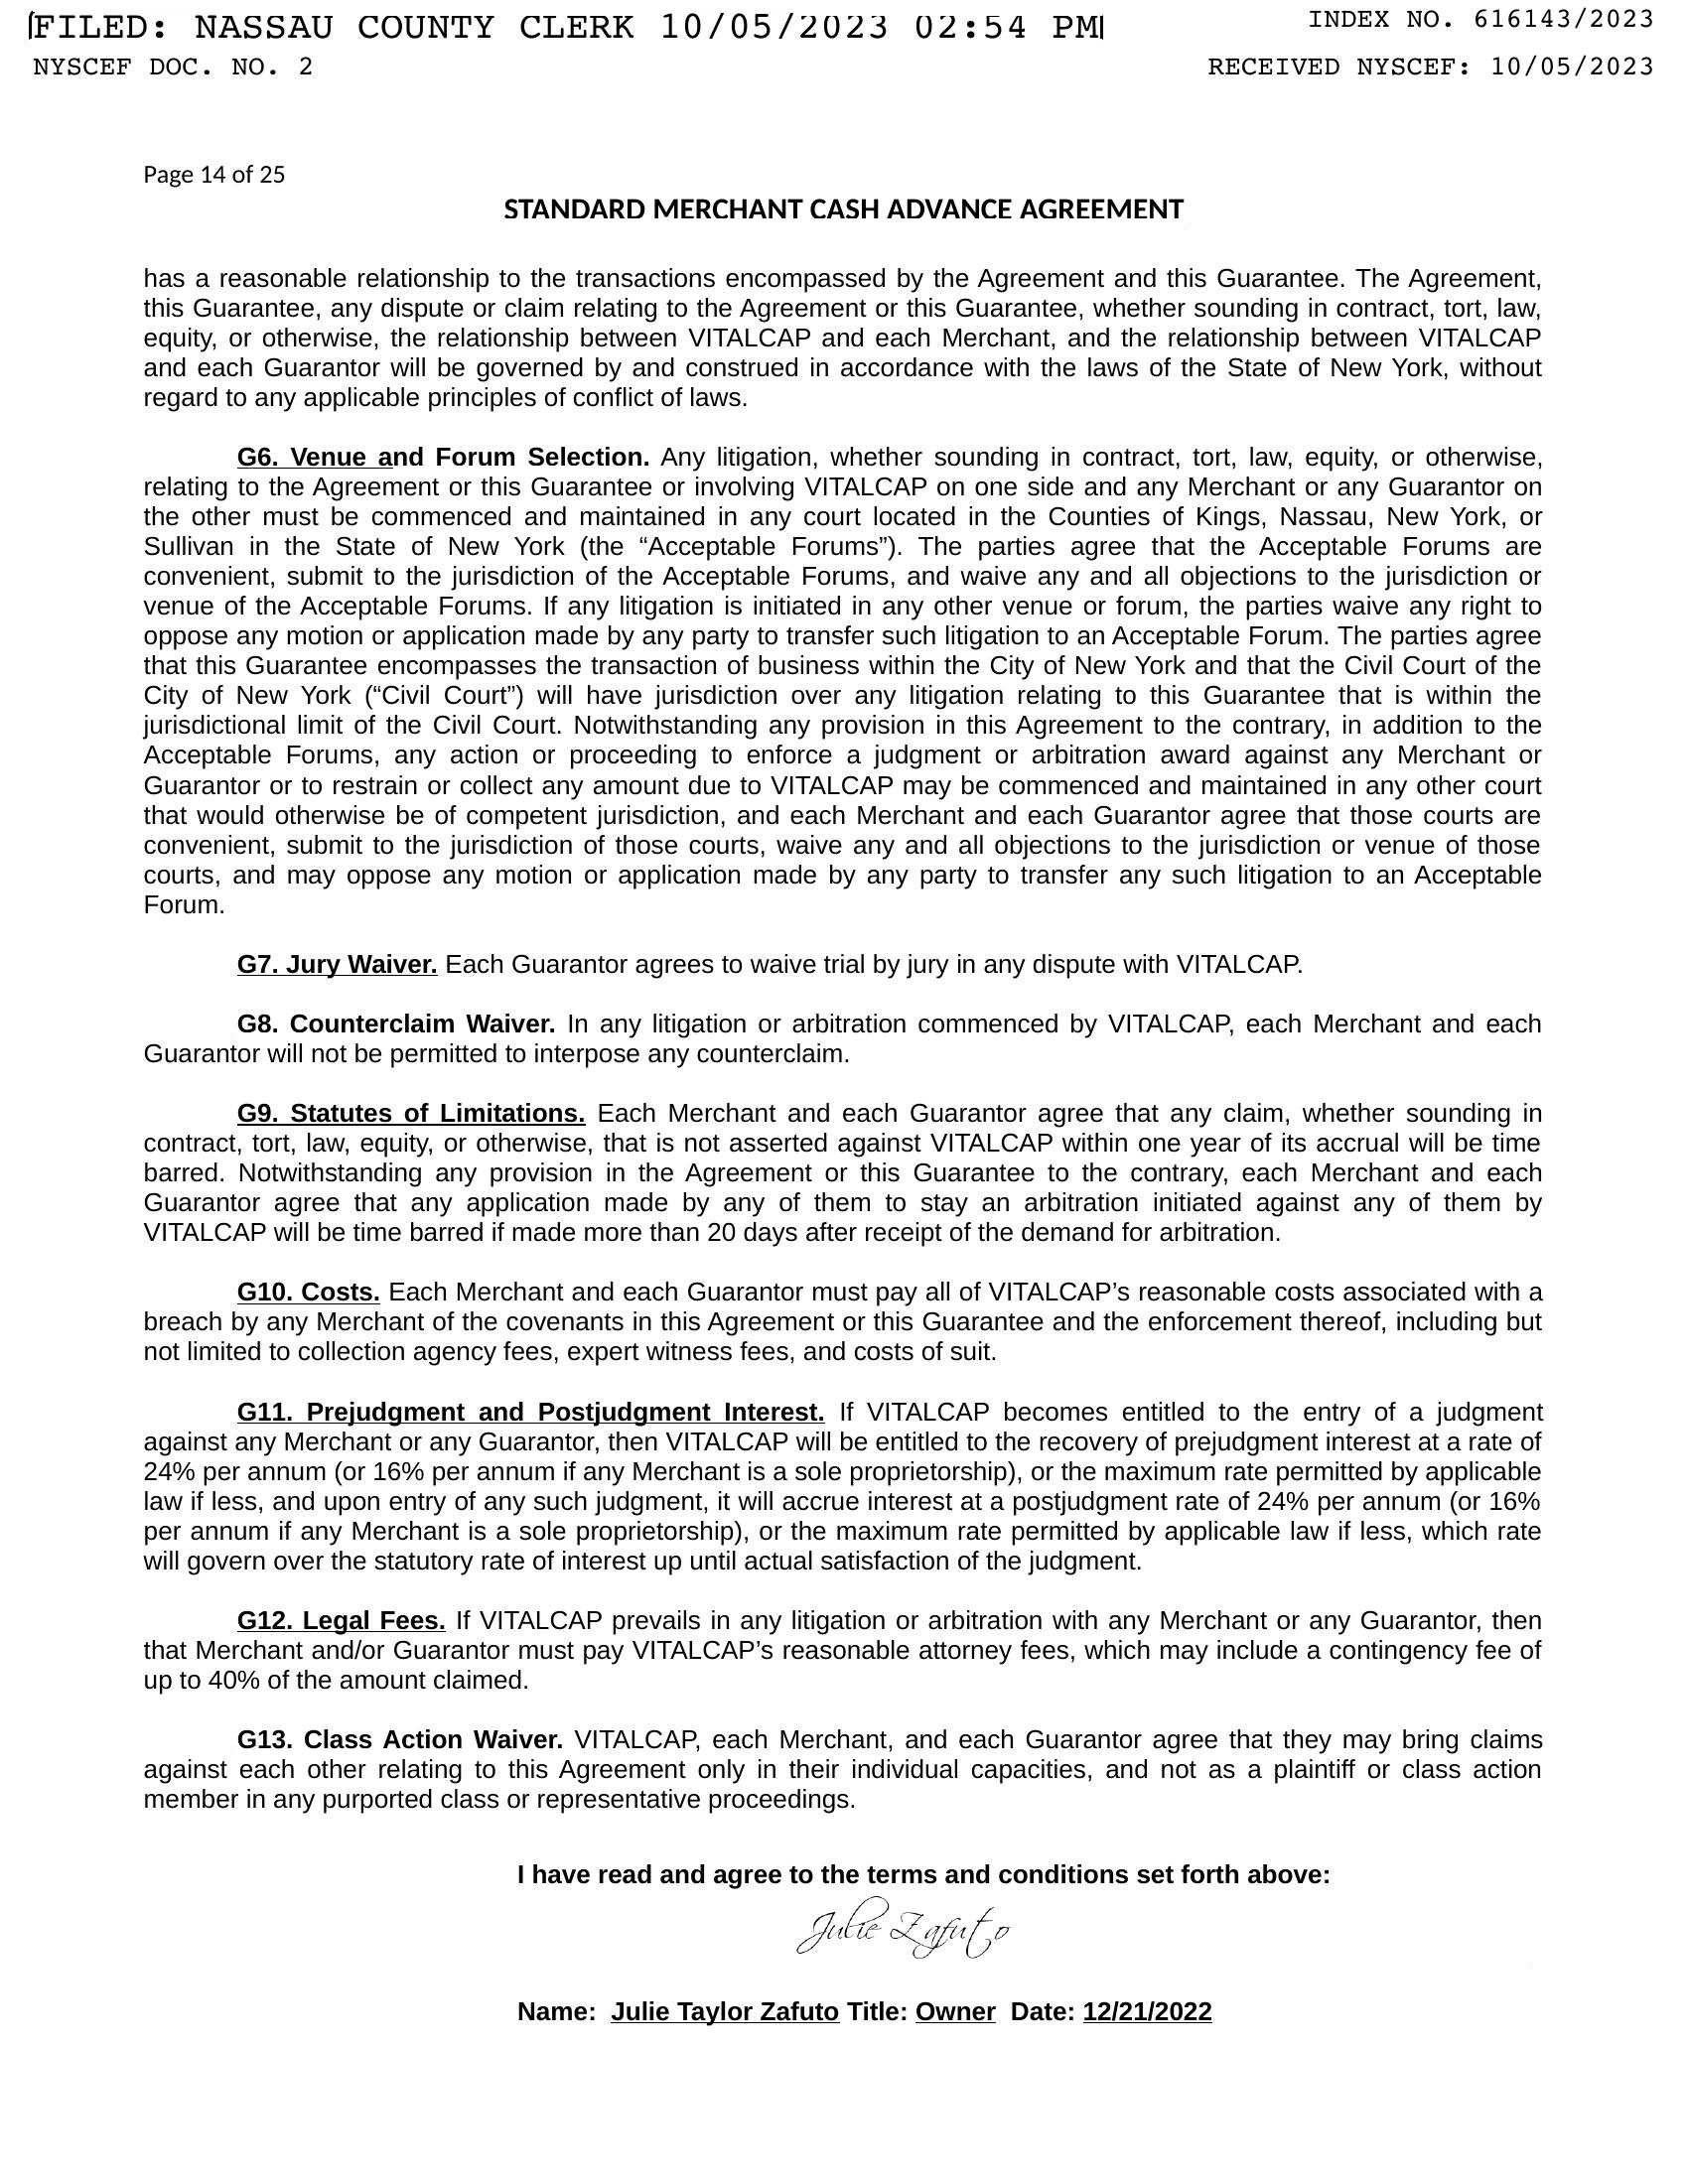 FILED: NASSAU COUNTY CLERK 10/05/2023 02:54 PM
INDEX NO. 616143/2023
NYSCEF DOC. NO. 2
RECEIVED NYSCEF: 10/05/2023
Page 14 of 25
STANDARD MERCHANT CASH ADVANCE AGREEMENT
has a reasonable relationship to the transactions encompassed by the Agreement and this Guarantee. The Agreement,
this Guarantee, any dispute or claim relating to the Agreement or this Guarantee, whether sounding in contract, tort, law,
equity, or otherwise, the relationship between VITALCAP and each Merchant, and the relationship between VITALCAP
and each Guarantor will be governed by and construed in accordance with the laws of the State of New York, without
regard to any applicable principles of conflict of laws.
G6. Venue and Forum Selection. Any litigation, whether sounding in contract, tort, law, equity, or otherwise,
relating to the Agreement or this Guarantee or involving VITALCAP on one side and any Merchant or any Guarantor on
the other must be commenced and maintained in any court located in the Counties of Kings, Nassau, New York, or
Sullivan in the State of New York (the “Acceptable Forums”). The parties agree that the Acceptable Forums are
convenient, submit to the jurisdiction of the Acceptable Forums, and waive any and all objections to the jurisdiction or
venue of the Acceptable Forums. If any litigation is initiated in any other venue or forum, the parties waive any right to
oppose any motion or application made by any party to transfer such litigation to an Acceptable Forum. The parties agree
that this Guarantee encompasses the transaction of business within the City of New York and that the Civil Court of the
City of New York (“Civil Court”) will have jurisdiction over any litigation relating to this Guarantee that is within the
jurisdictional limit of the Civil Court. Notwithstanding any provision in this Agreement to the contrary, in addition to the
Acceptable Forums, any action or proceeding to enforce a judgment or arbitration award against any Merchant or
Guarantor or to restrain or collect any amount due to VITALCAP may be commenced and maintained in any other court
that would otherwise be of competent jurisdiction, and each Merchant and each Guarantor agree that those courts are
convenient, submit to the jurisdiction of those courts, waive any and all objections to the jurisdiction or venue of those
courts, and may oppose any motion or application made by any party to transfer any such litigation to an Acceptable
Forum.
G7. Jury Waiver. Each Guarantor agrees to waive trial by jury in any dispute with VITALCAP.
G8. Counterclaim Waiver. In any litigation or arbitration commenced by VITALCAP, each Merchant and each
Guarantor will not be permitted to interpose any counterclaim.
G9. Statutes of Limitations. Each Merchant and each Guarantor agree that any claim, whether sounding in
contract, tort, law, equity, or otherwise, that is not asserted against VITALCAP within one year of its accrual will be time
barred. Notwithstanding any provision in the Agreement or this Guarantee to the contrary, each Merchant and each
Guarantor agree that any application made by any of them to stay an arbitration initiated against any of them by
VITALCAP will be time barred if made more than 20 days after receipt of the demand for arbitration.
G10. Costs. Each Merchant and each Guarantor must pay all of VITALCAP’s reasonable costs associated with a
breach by any Merchant of the covenants in this Agreement or this Guarantee and the enforcement thereof, including but
not limited to collection agency fees, expert witness fees, and costs of suit.
G11. Prejudgment and Postjudgment Interest. If VITALCAP becomes entitled to the entry of a judgment
against any Merchant or any Guarantor, then VITALCAP will be entitled to the recovery of prejudgment interest at a rate of
24% per annum (or 16% per annum if any Merchant is a sole proprietorship), or the maximum rate permitted by applicable
law if less, and upon entry of any such judgment, it will accrue interest at a postjudgment rate of 24% per annum (or 16%
per annum if any Merchant is a sole proprietorship), or the maximum rate permitted by applicable law if less, which rate
will govern over the statutory rate of interest up until actual satisfaction of the judgment.
G12. Legal Fees. If VITALCAP prevails in any litigation or arbitration with any Merchant or any Guarantor, then
that Merchant and/or Guarantor must pay VITALCAP’s reasonable attorney fees, which may include a contingency fee of
up to 40% of the amount claimed.
G13. Class Action Waiver. VITALCAP, each Merchant, and each Guarantor agree that they may bring claims
against each other relating to this Agreement only in their individual capacities, and not as a plaintiff or class action
member in any purported class or representative proceedings.
I have read and agree to the terms and conditions set forth above:
Julie Zafuto
Name: Julie Taylor Zafuto Title: Owner Date: 12/21/2022